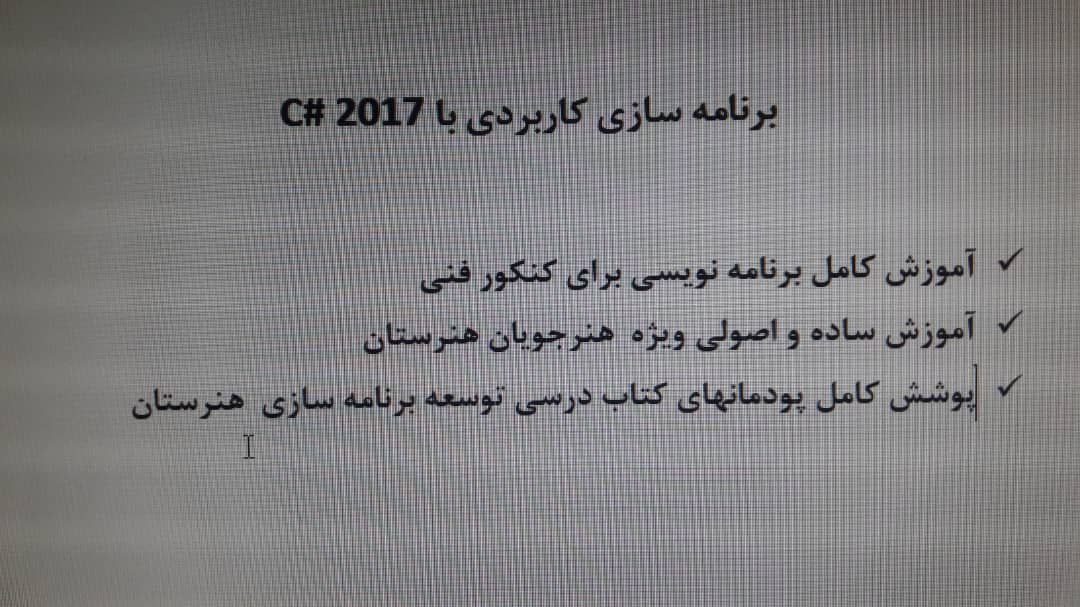 برنامه سازی کاربردی با C# 2017
✓ آموزش کامل برنامه نویسی برای کنکور فنی
✓ آموزش ساده و اصولی ویژه هنرجویان هنرستان
✓ پوشش کامل پودمانهای کتاب درسی توسعه برنامه سازی هنرستان